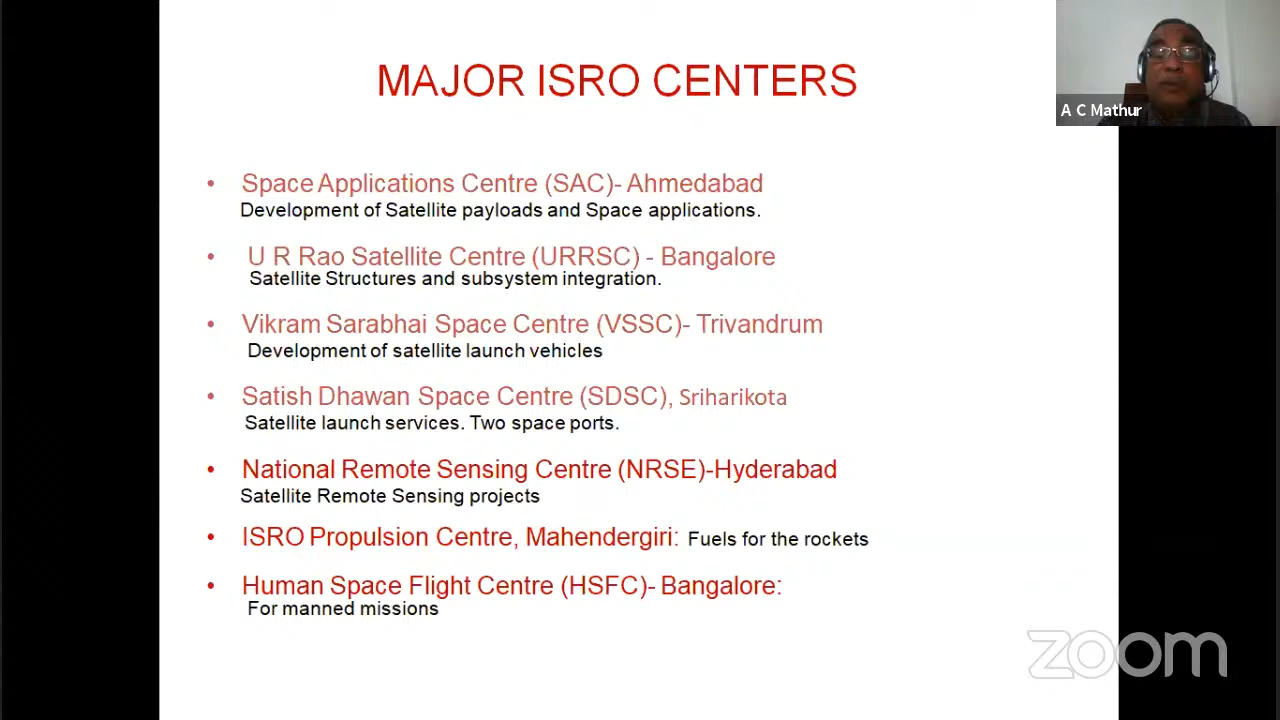 MAJOR ISRO CENTERS
A C Mathur
• Space Applications Centre (SAC)- Ahmedabad
Development of Satellite payloads and Space applications.
• U R Rao Satellite Centre (URRSC) - Bangalore
Satellite Structures and subsystem integration.
• Vikram Sarabhai Space Centre (VSSC)- Trivandrum
Development of satellite launch vehicles
• Satish Dhawan Space Centre (SDSC), Sriharikota
Satellite launch services. Two space ports.
• National Remote Sensing Centre (NRSE)-Hyderabad
Satellite Remote Sensing projects
• ISRO Propulsion Centre, Mahendergiri: Fuels for the rockets
• Human Space Flight Centre (HSFC)- Bangalore:
For manned missions
zoom